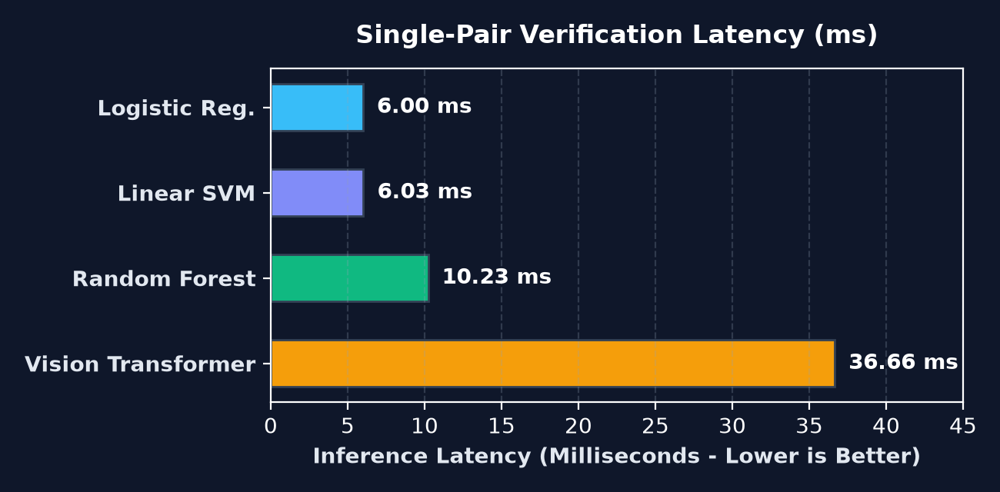 Single-Pair Verification Latency (ms)
Logistic Reg.
6.00 ms
Linear SVM
6.03 ms
Random Forest
10.23 ms
Vision Transformer
36.66 ms
0 5 10 15 20 25 30 35 40 45
Inference Latency (Milliseconds - Lower is Better)